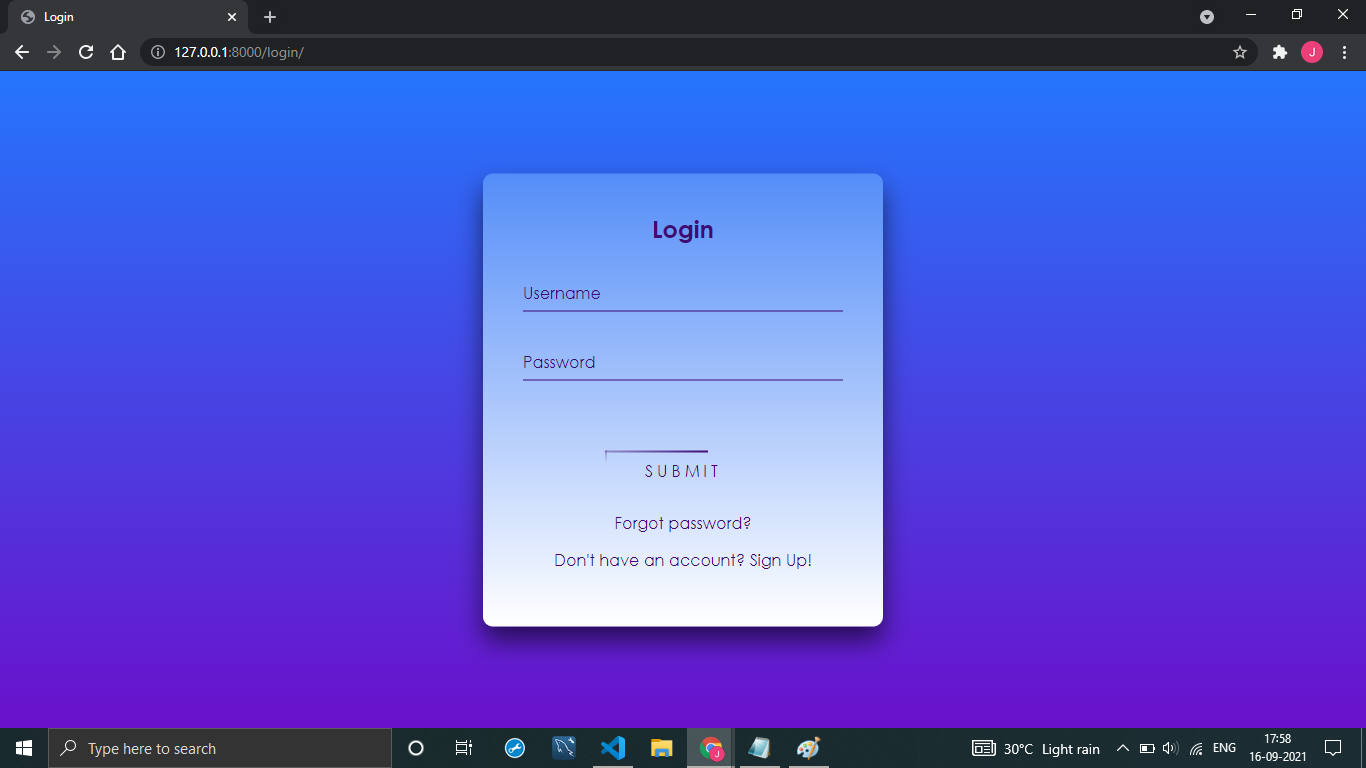 Login
127.0.0.1:8000/login/
J
Login
Username
Password
SUBMIT
Forgot password?
Don't have an account? Sign Up!
Type here to search
J
30°C Light rain
ENG
17:58
16-09-2021